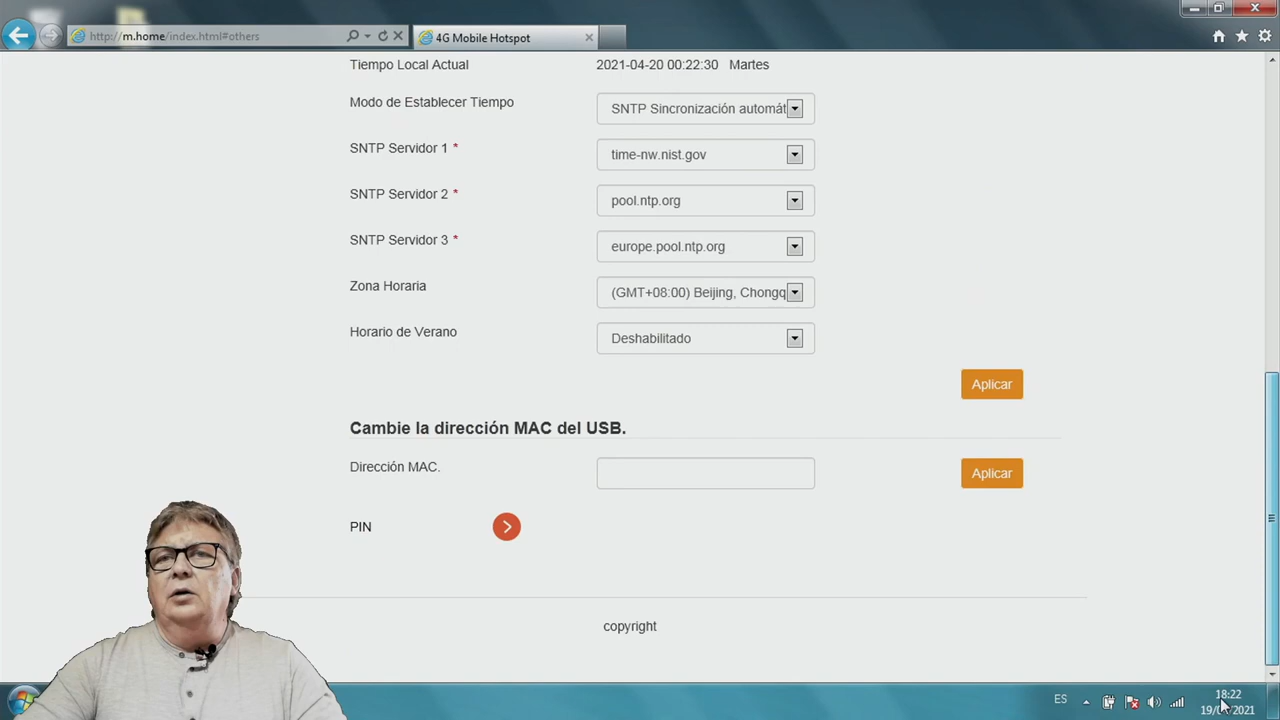 http://m.home/index.html#others
4G Mobile Hotspot
Tiempo Local Actual 2021-04-20 00:22:30 Martes
Modo de Establecer Tiempo SNTP Sincronización automát
SNTP Servidor 1 * time-nw.nist.gov
SNTP Servidor 2 * pool.ntp.org
SNTP Servidor 3 * europe.pool.ntp.org
Zona Horaria (GMT+08:00) Beijing, Chongq
Horario de Verano Deshabilitado
Aplicar
Cambie la dirección MAC del USB.
Dirección MAC. Aplicar
PIN
copyright
ES 18:22